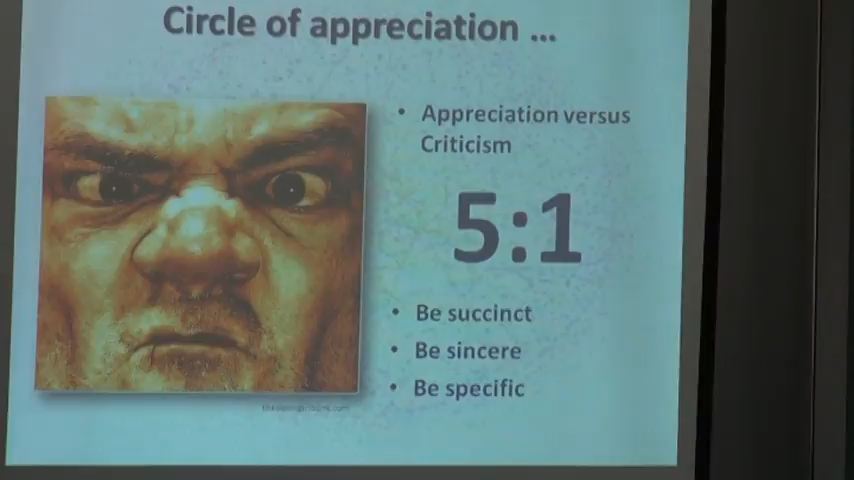 Circle of appreciation ...
• Appreciation versus
Criticism
5:1
• Be succinct
• Be sincere
• Be specific